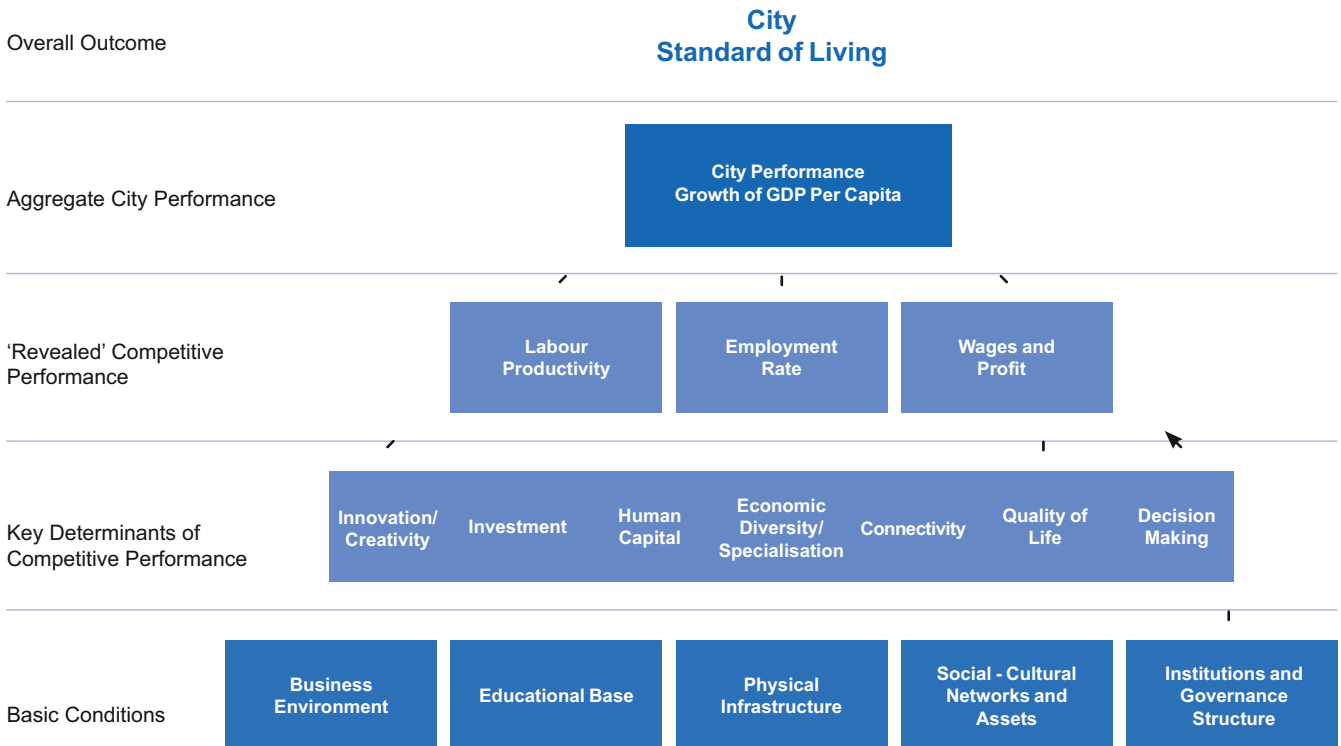 Overall Outcome
City
Standard of Living
Aggregate City Performance
City Performance
Growth of GDP Per Capita
‘Revealed’ Competitive
Performance
Labour
Productivity
Employment
Rate
Wages and
Profit
Key Determinants of
Competitive Performance
Innovation/
Creativity
Investment
Human
Capital
Economic
Diversity/
Specialisation
Connectivity
Quality of
Life
Decision
Making
Basic Conditions
Business
Environment
Educational Base
Physical
Infrastructure
Social - Cultural
Networks and
Assets
Institutions and
Governance
Structure